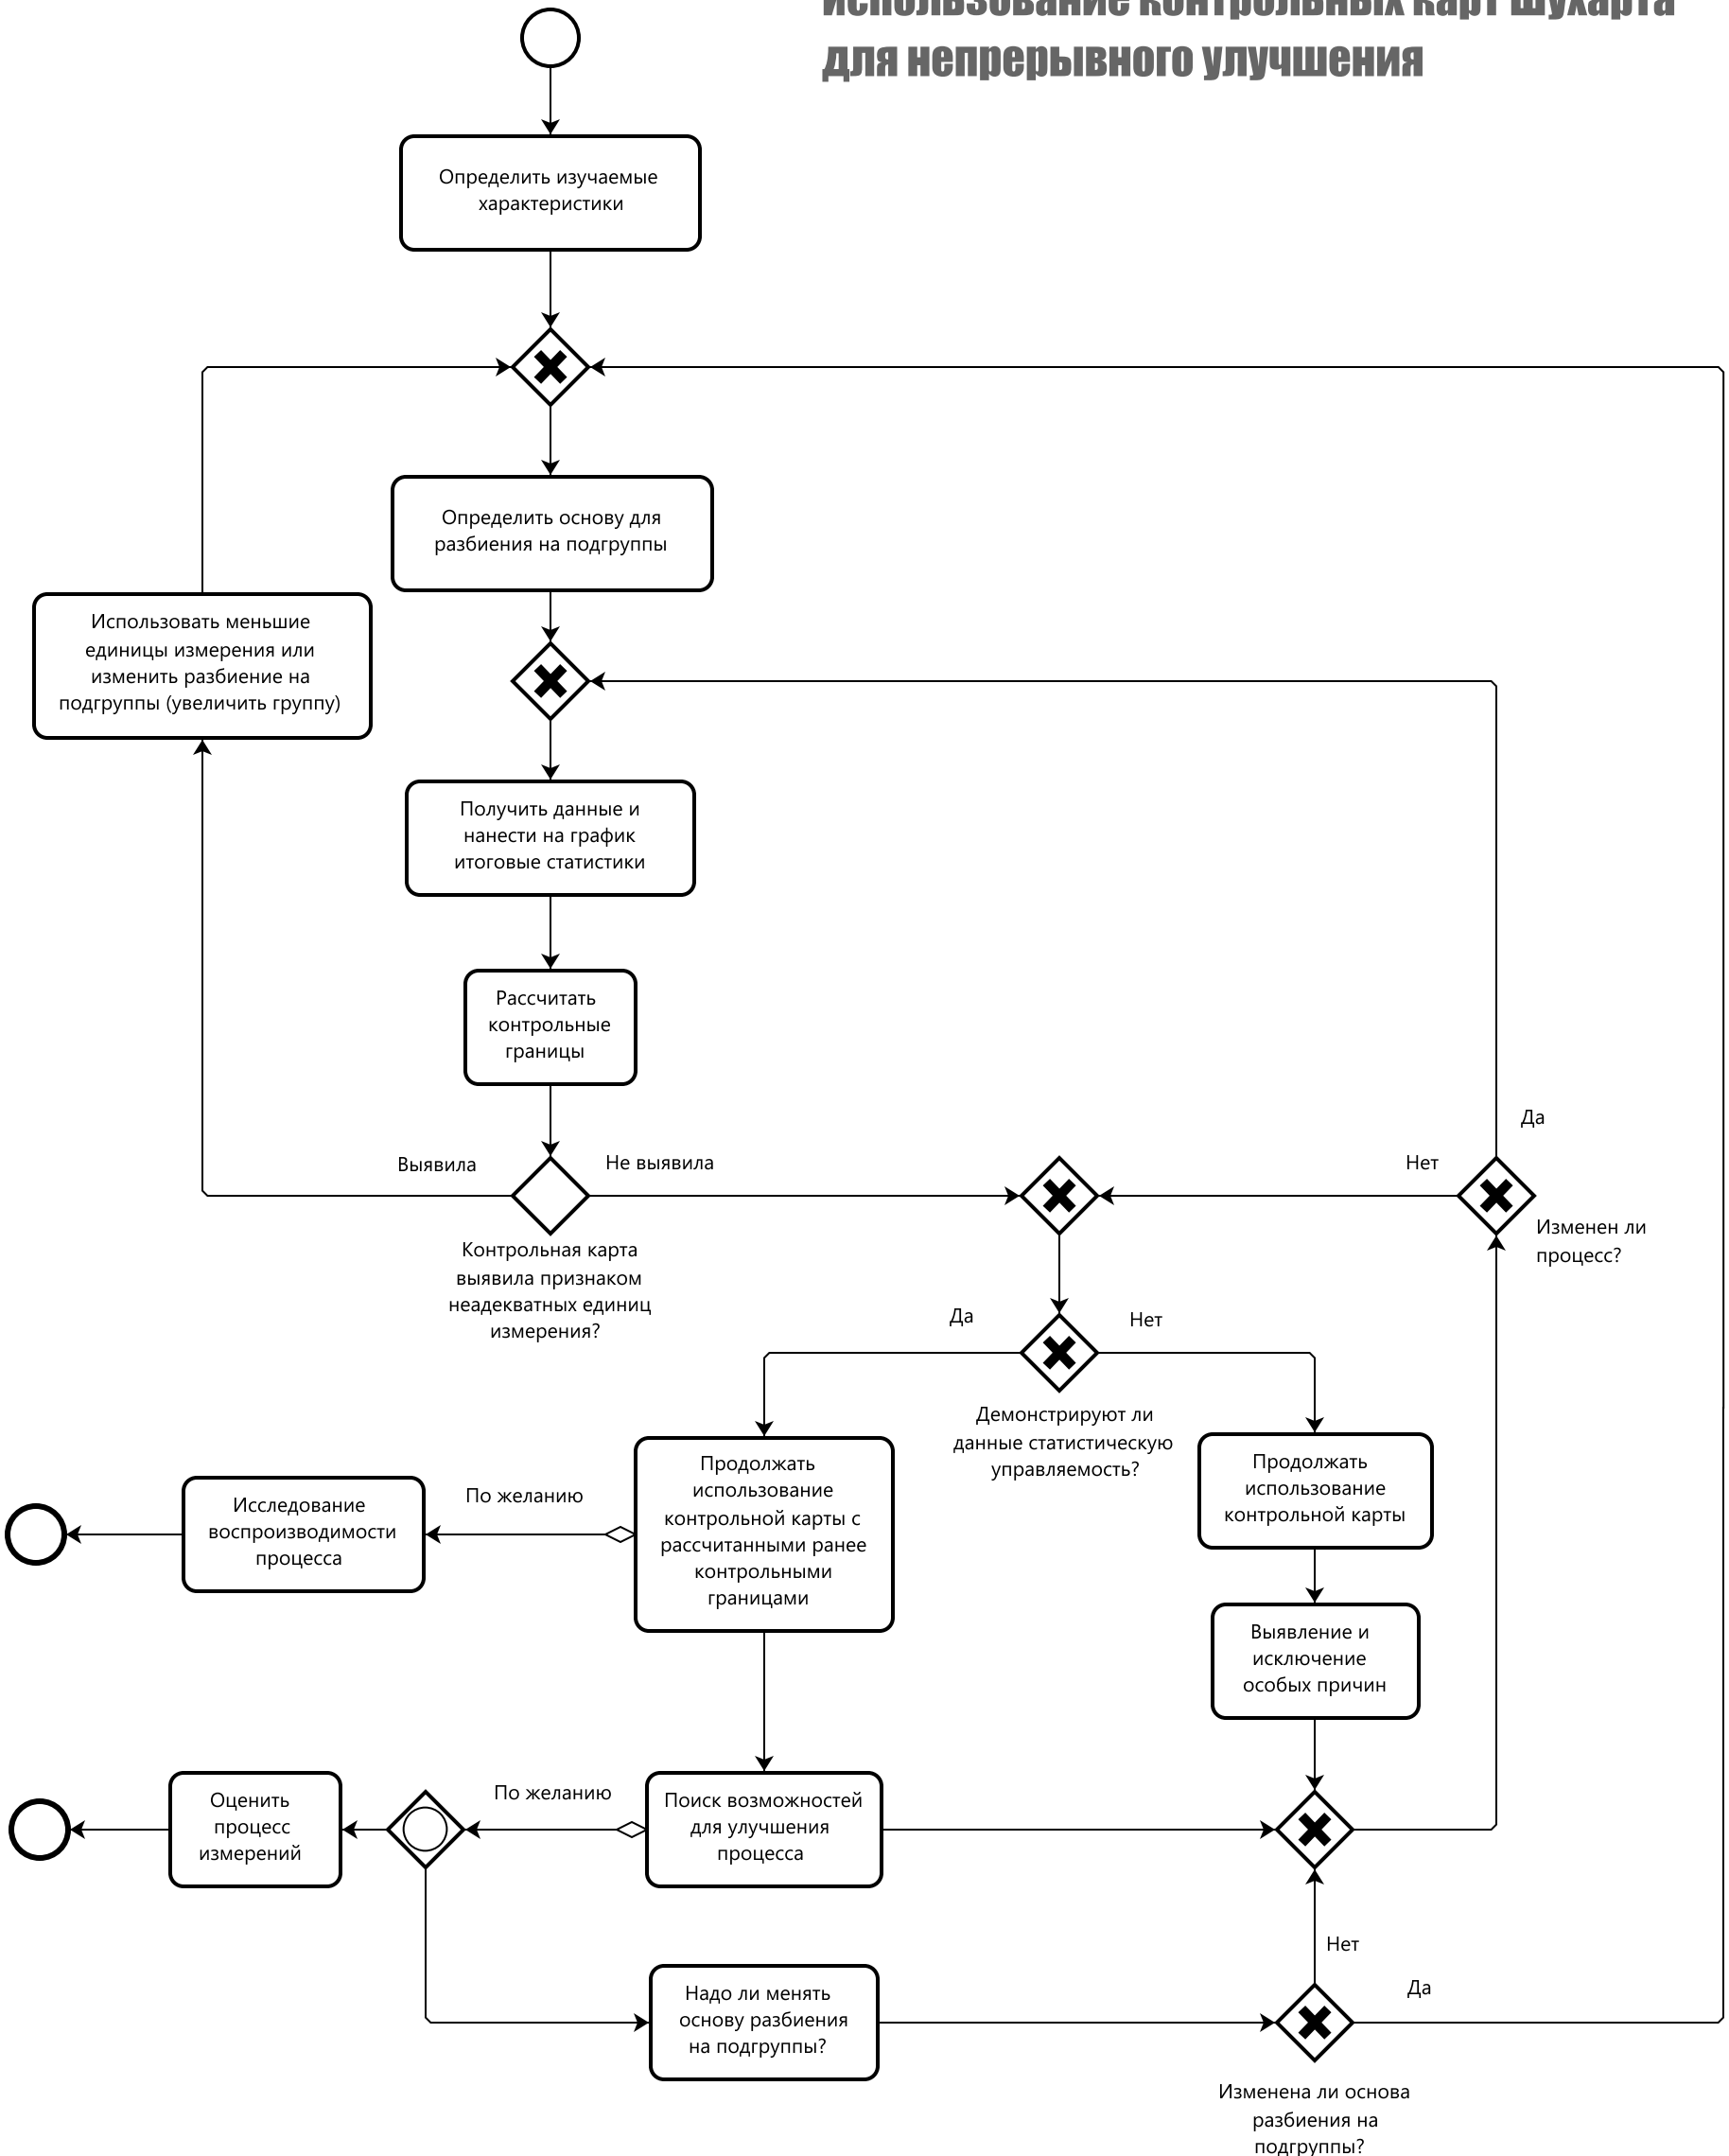 использование контрольных карт Шухарта
для непрерывного улучшения
Определить изучаемые
характеристики
Определить основу для
разбиения на подгруппы
Использовать меньшие
единицы измерения или
изменить разбиение на
подгруппы (увеличить группу)
Получить данные и
нанести на график
итоговые статистики
Рассчитать
контрольные
границы
Выявила
Не выявила
Контрольная карта
выявила признаком
неадекватных единиц
измерения?
Да
Нет
Изменен ли
процесс?
Да
Нет
Демонстрируют ли
данные статистическую
управляемость?
Продолжать
использование
контрольной карты с
рассчитанными ранее
контрольными
границами
По желанию
Исследование
воспроизводимости
процесса
Продолжать
использование
контрольной карты
Выявление и
исключение
особых причин
Поиск возможностей
для улучшения
процесса
По желанию
Оценить
процесс
измерений
Надо ли менять
основу разбиения
на подгруппы?
Нет
Да
Изменена ли основа
разбиения на
подгруппы?